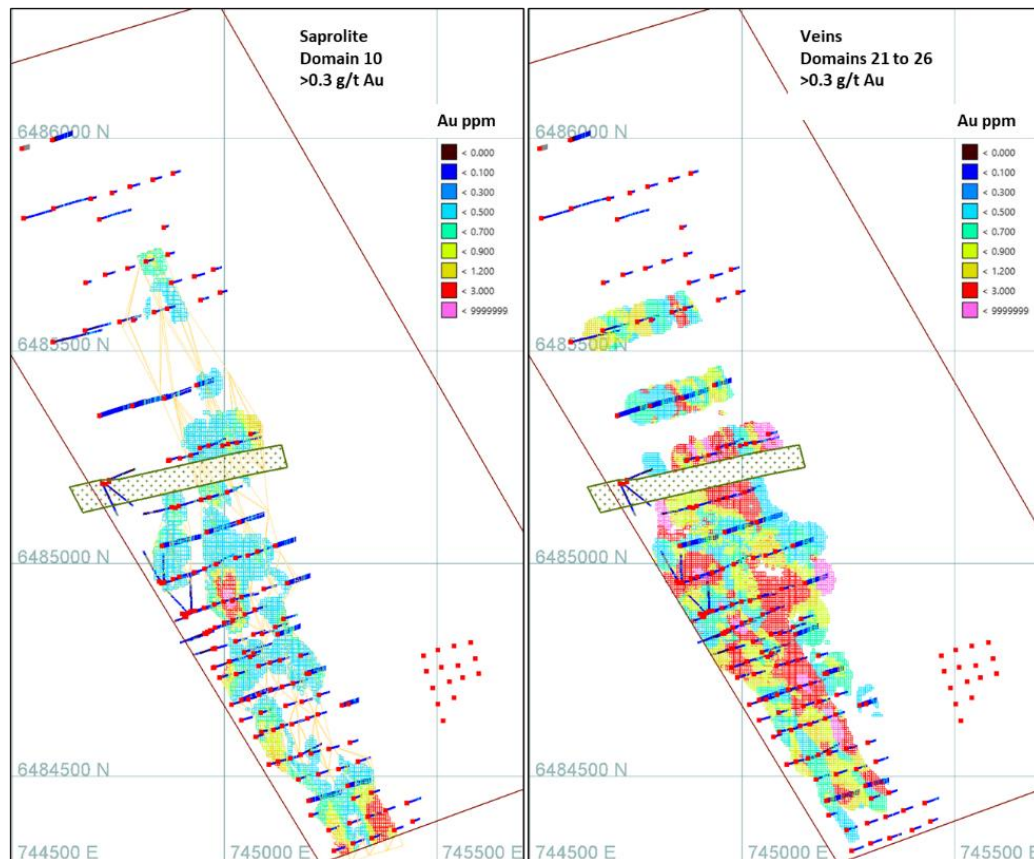 Saprolite
Domain 10
>0.3 g/t Au
Au ppm
< 0.000
< 0.100
< 0.300
< 0.500
< 0.700
< 0.900
< 1.200
< 3.000
< 9999999
6486000 N
6485500 N
6485000 N
6484500 N
744500 E
745000 E
745500 E
Veins
Domains 21 to 26
>0.3 g/t Au
Au ppm
< 0.000
< 0.100
< 0.300
< 0.500
< 0.700
< 0.900
< 1.200
< 3.000
< 9999999
6486000 N
6485500 N
6485000 N
6484500 N
744500 E
745000 E
745500 E